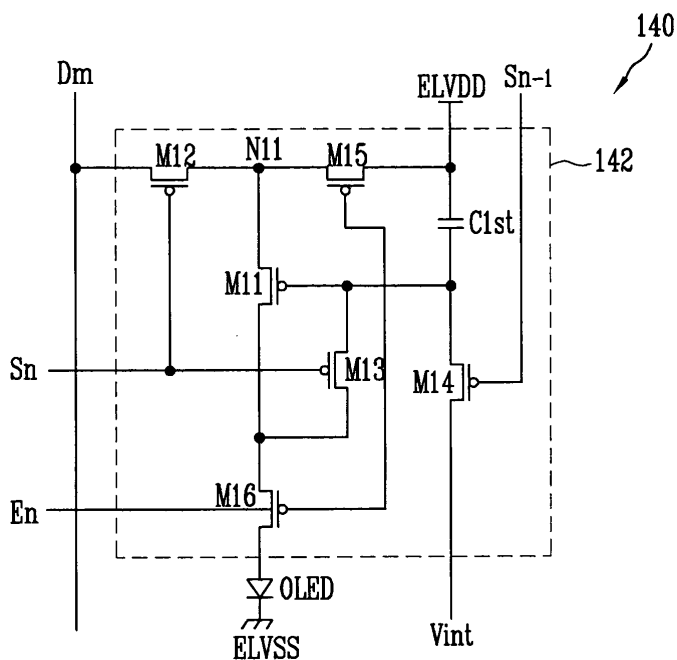 140
Dm
ELVDD
Sn-1
M12
N11
M15
142
C1st
M11
Sn
M13
M14
M16
En
OLED
ELVSS
Vint